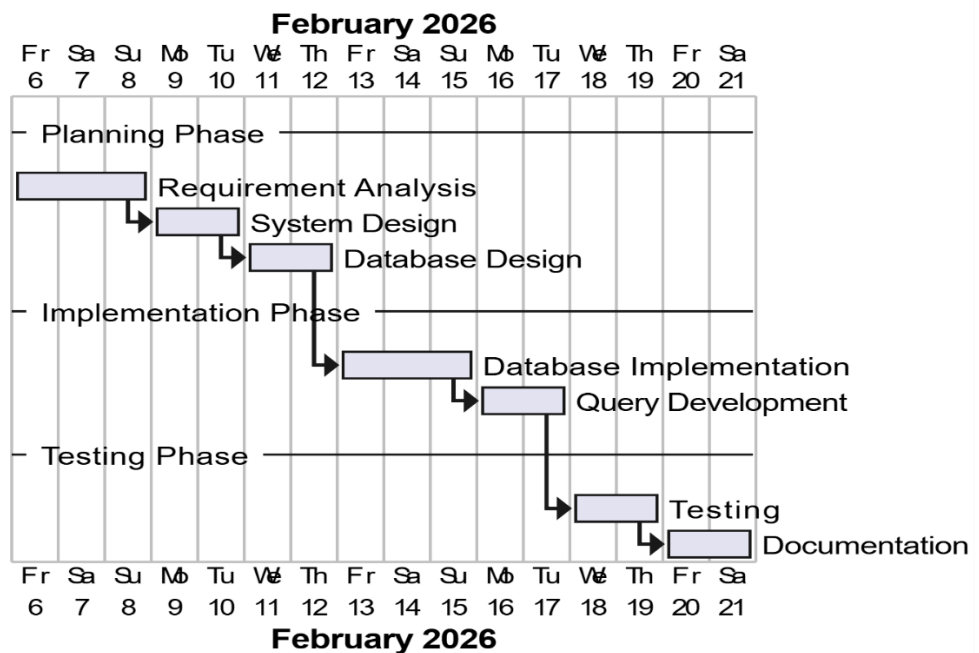 February 2026
Fr Sa Su Mo Tu We Th Fr Sa Su Mo Tu We Th Fr Sa
6 7 8 9 10 11 12 13 14 15 16 17 18 19 20 21
Planning Phase
Requirement Analysis
System Design
Database Design
Implementation Phase
Database Implementation
Query Development
Testing Phase
Testing
Documentation
Fr Sa Su Mo Tu We Th Fr Sa Su Mo Tu We Th Fr Sa
6 7 8 9 10 11 12 13 14 15 16 17 18 19 20 21
February 2026